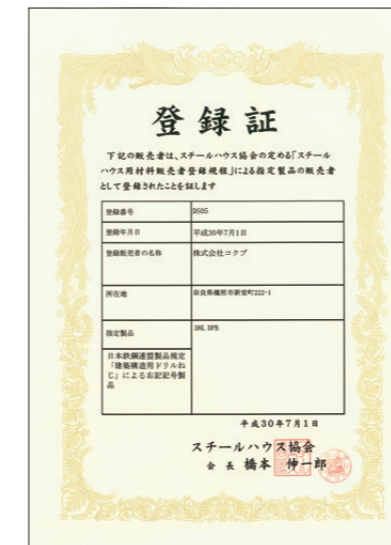 登録証
下記の販売者は、スチールハウス協会の定める「スチール
ハウス用材料販売者登録規程」による指定製品の販売者
として登録されたことを証します
登録番号 DS05
登録年月日 平成30年7月1日
登録販売者の名称 株式会社コクブ
所在地 奈良県橿原市新堂町222-1
指定製品 DSL DPB
日本鉄鋼連盟製品規定
「建築構造用ドリルね
じ」による右記記号製
品
平成30年7月1日
スチールハウス協会
会長 橋本 伸一郎